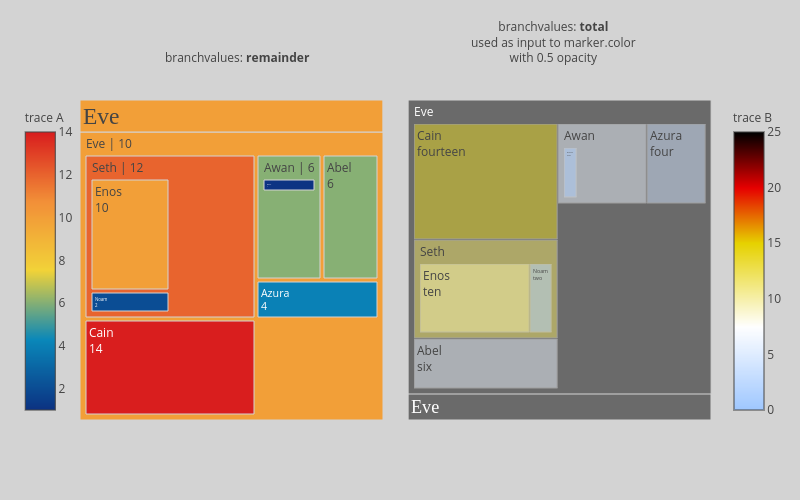 branchvalues: total
used as input to marker.color
with 0.5 opacity
branchvalues: remainder
trace A
14
12
10
8
6
4
2
Eve
Eve | 10
Seth | 12
Enos
10
Noam
2
Awan | 6
Abel
6
Azura
4
Cain
14
Eve
Cain
fourteen
Awan
Azura
four
Seth
Enos
ten
Noam
two
Abel
six
Eve
trace B
25
20
15
10
5
0